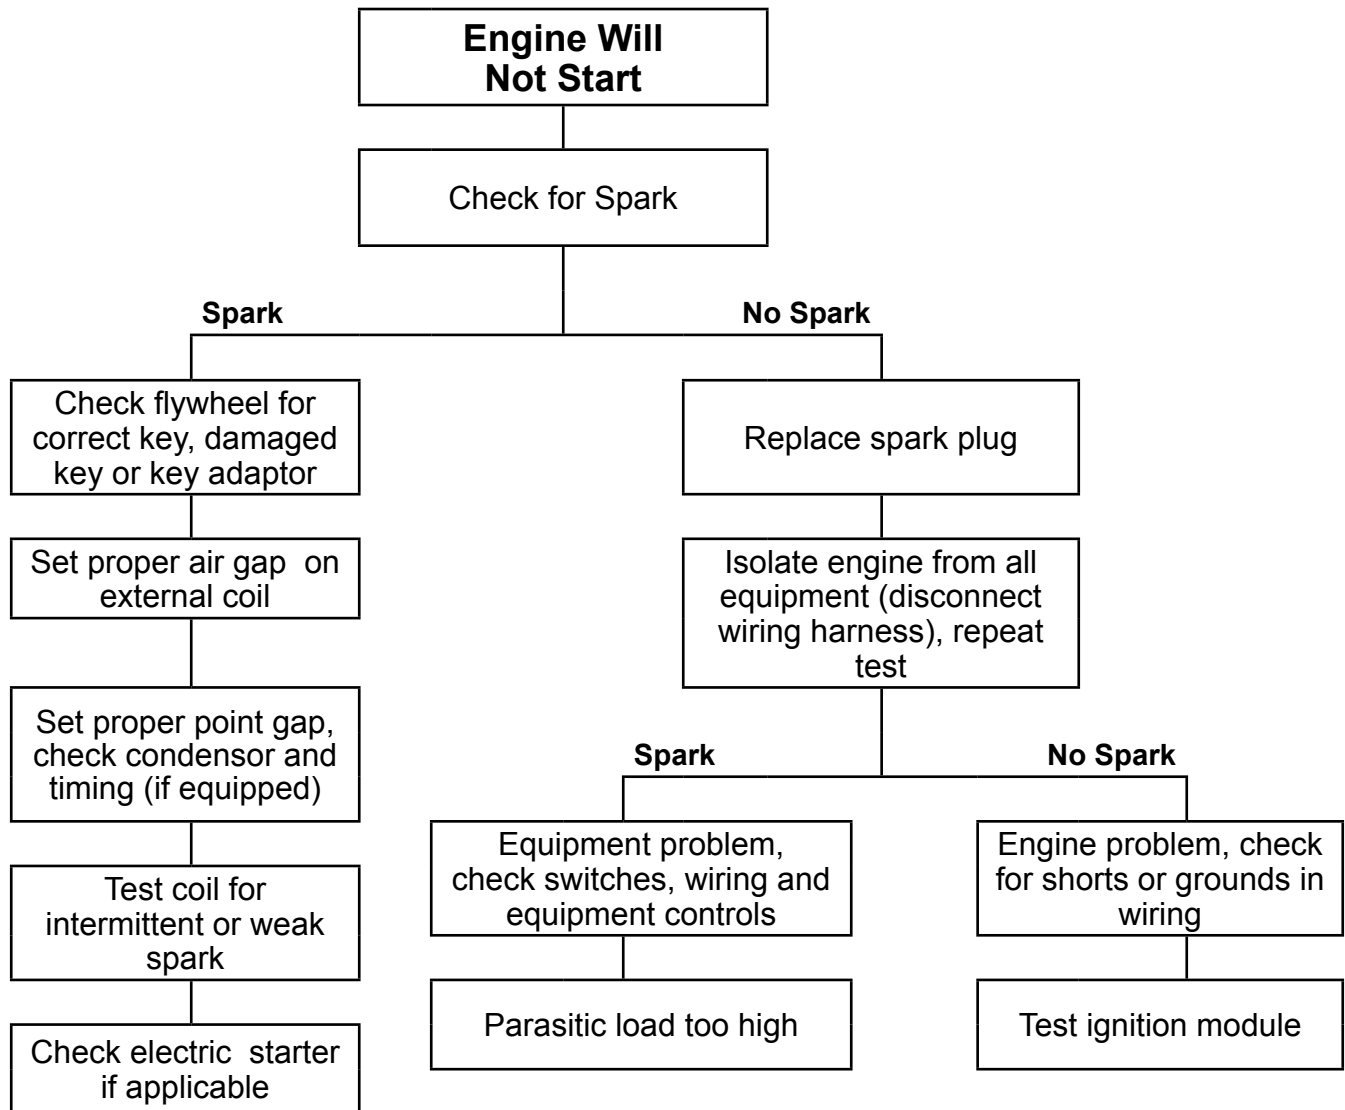 Engine Will
Not Start
Check for Spark
Spark
No Spark
Check flywheel for
correct key, damaged
key or key adaptor
Replace spark plug
Set proper air gap on
external coil
Isolate engine from all
equipment (disconnect
wiring harness), repeat
test
Set proper point gap,
check condensor and
timing (if equipped)
Spark
No Spark
Test coil for
intermittent or weak
spark
Equipment problem,
check switches, wiring and
equipment controls
Engine problem, check
for shorts or grounds in
wiring
Check electric starter
if applicable
Parasitic load too high
Test ignition module